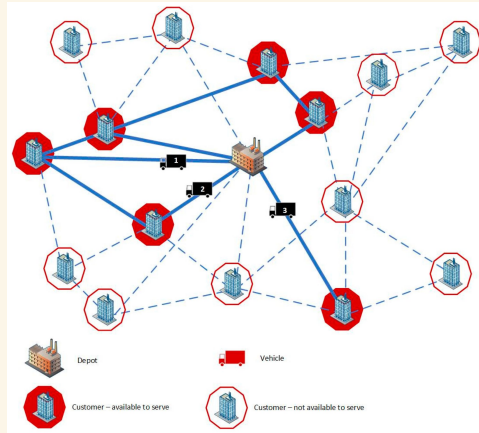 1
2
3
Depot
Vehicle
Customer – available to serve
Customer – not available to serve